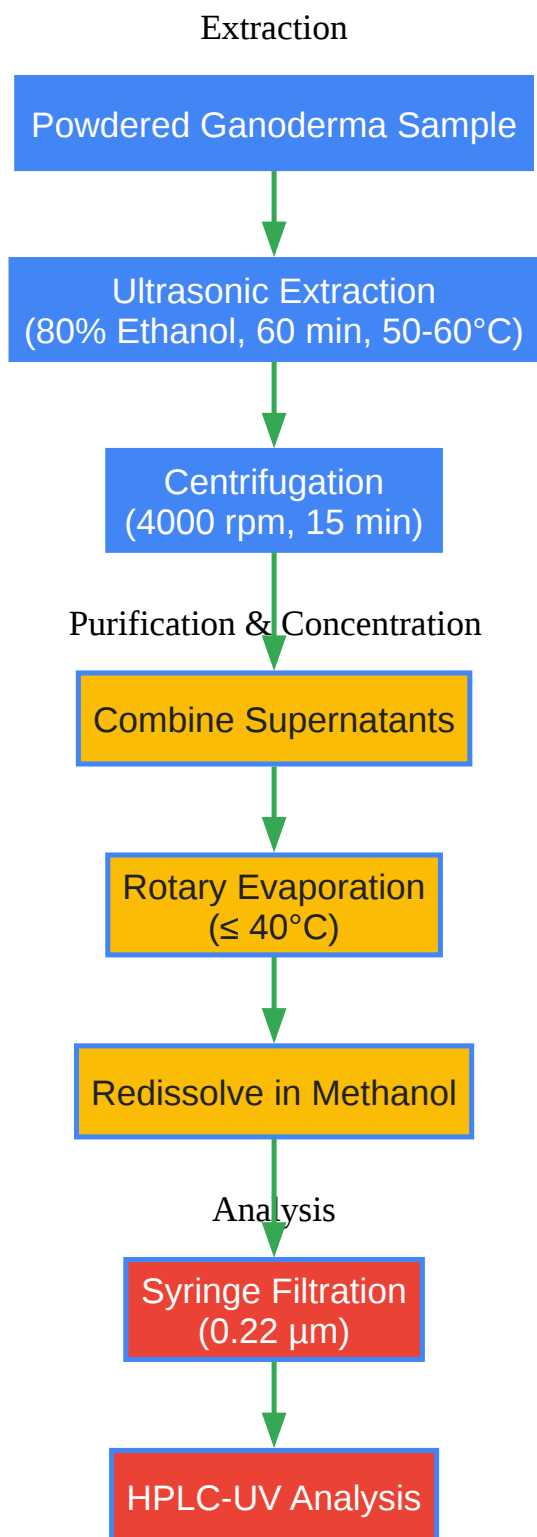 Extraction
Powdered Ganoderma Sample
Ultrasonic Extraction
(80% Ethanol, 60 min, 50-60°C)
Centrifugation
(4000 rpm, 15 min)
Purification & Concentration
Combine Supernatants
Rotary Evaporation
(≤ 40°C)
Redissolve in Methanol
Analysis
Syringe Filtration
(0.22 µm)
HPLC-UV Analysis